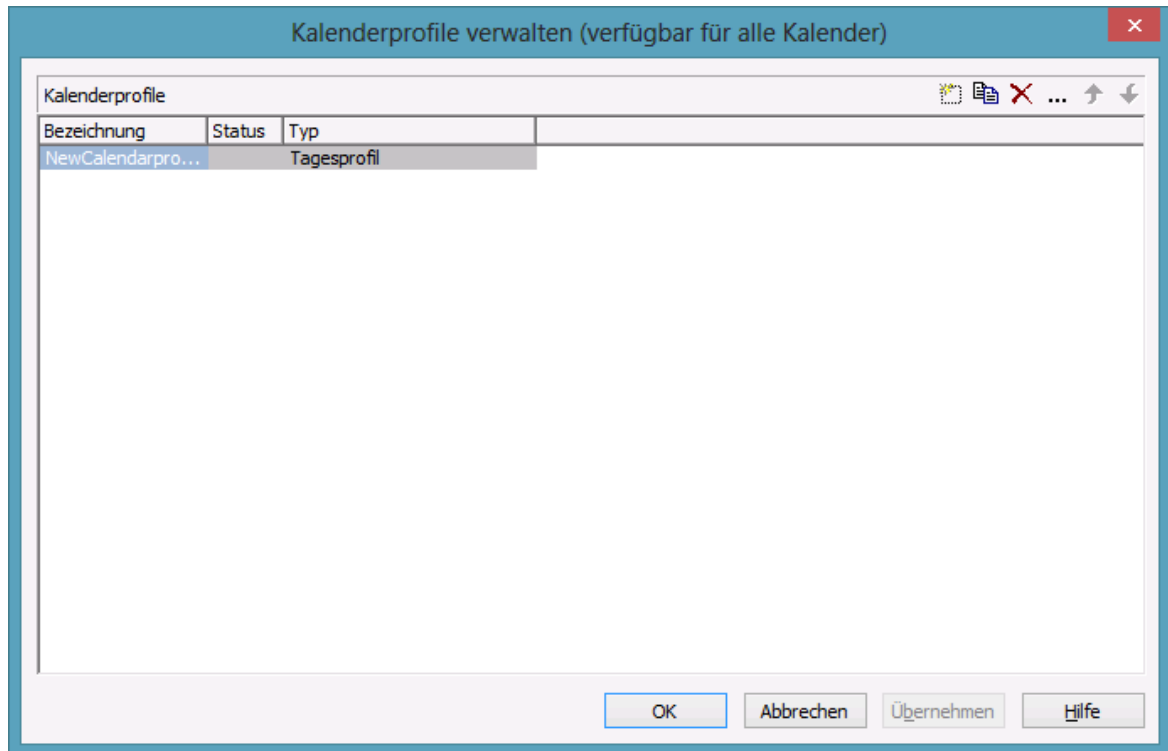 Kalenderprofile verwalten (verfügbar für alle Kalender)
Kalenderprofile
Bezeichnung Status Typ
NewCalendarpro... Tagesprofil
OK Abbrechen Übernehmen Hilfe